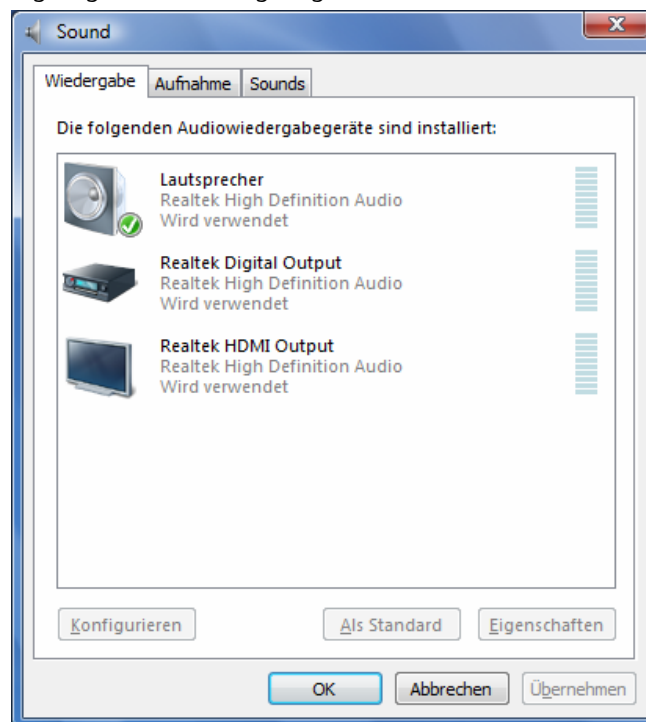 Sound
Wiedergabe Aufnahme Sounds
Die folgenden Audiowiedergabegeräte sind installiert:
Lautsprecher
Realtek High Definition Audio
Wird verwendet
Realtek Digital Output
Realtek High Definition Audio
Wird verwendet
Realtek HDMI Output
Realtek High Definition Audio
Wird verwendet
Konfigurieren Als Standard Eigenschaften
OK Abbrechen Übernehmen